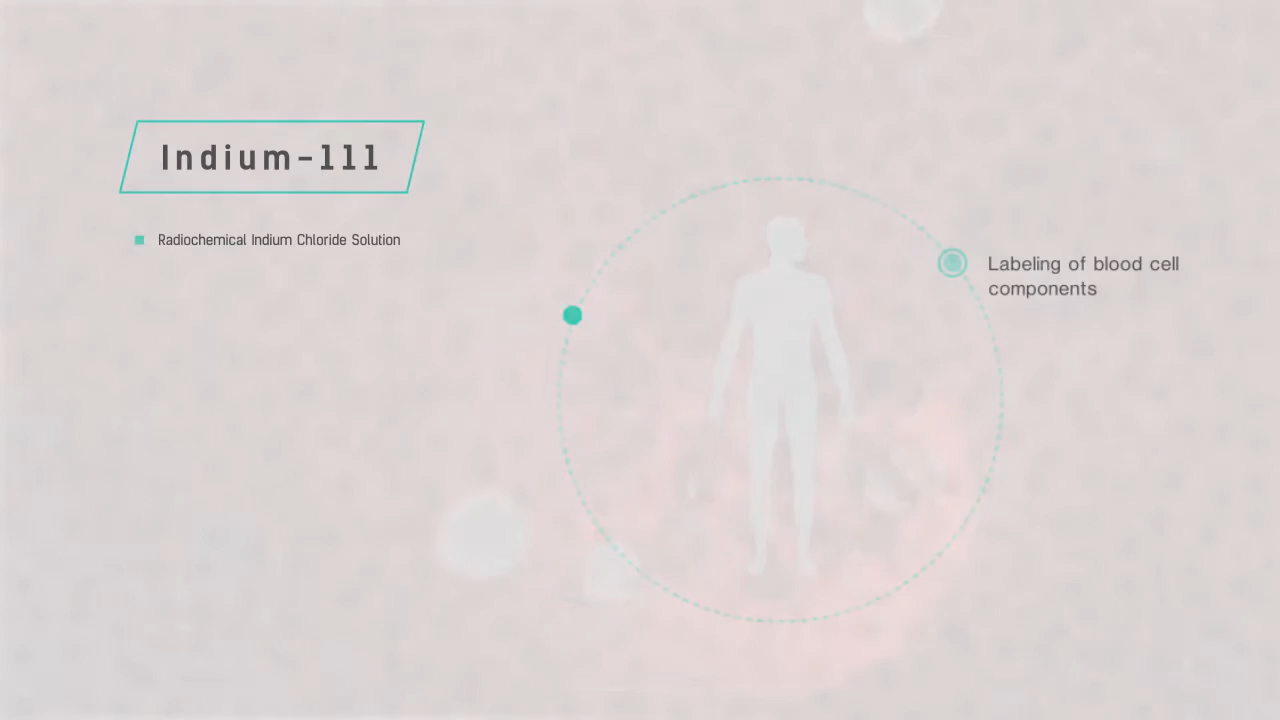 Indium-111
Radiochemical Indium Chloride Solution
Labeling of blood cell
components